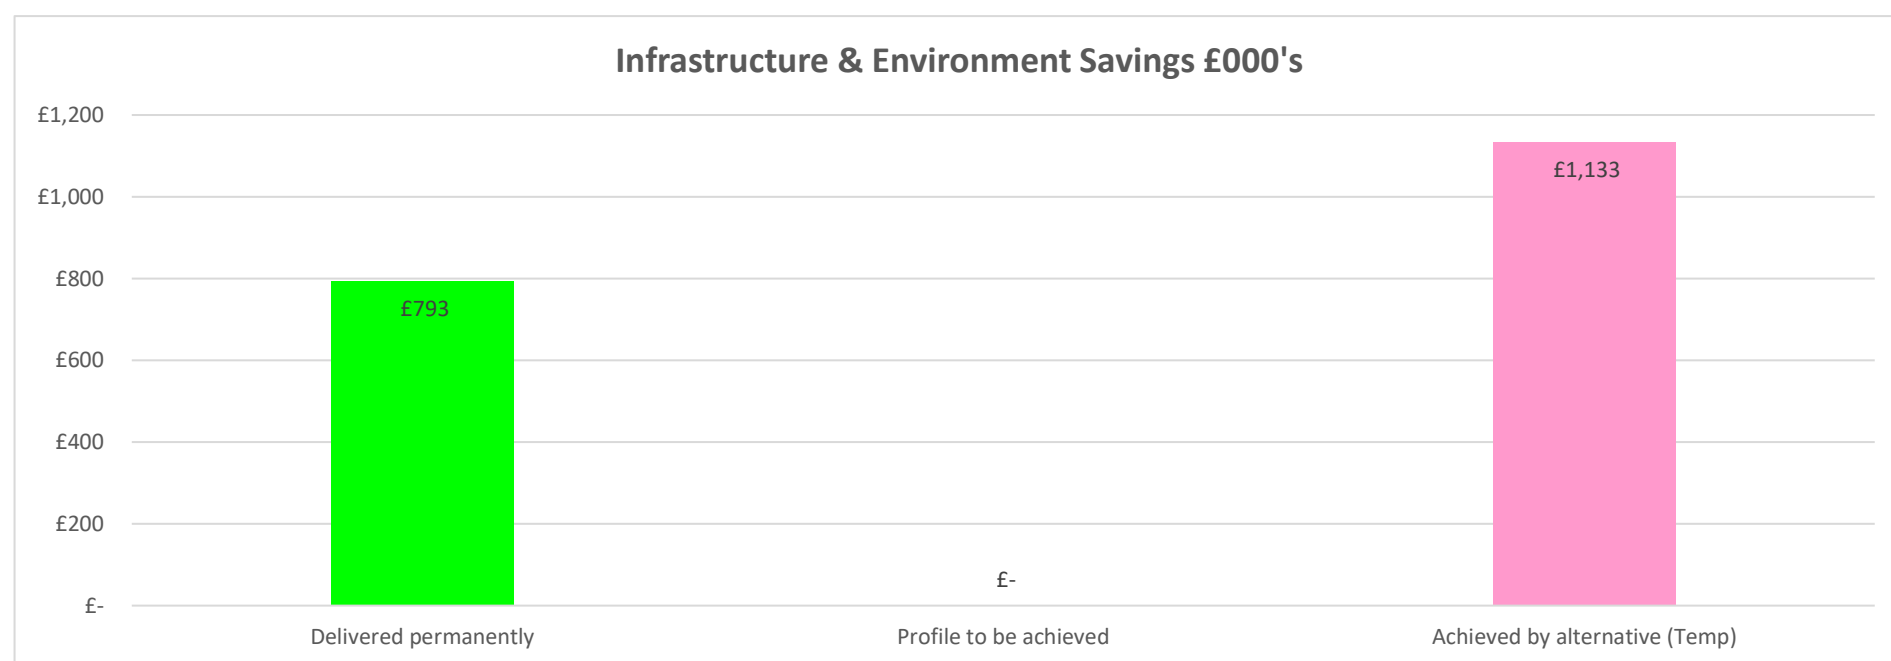 Infrastructure & Environment Savings £000's
£1,200
£1,000
£800
£600
£400
£200
£-
£793
£-
£1,133
Delivered permanently
Profile to be achieved
Achieved by alternative (Temp)